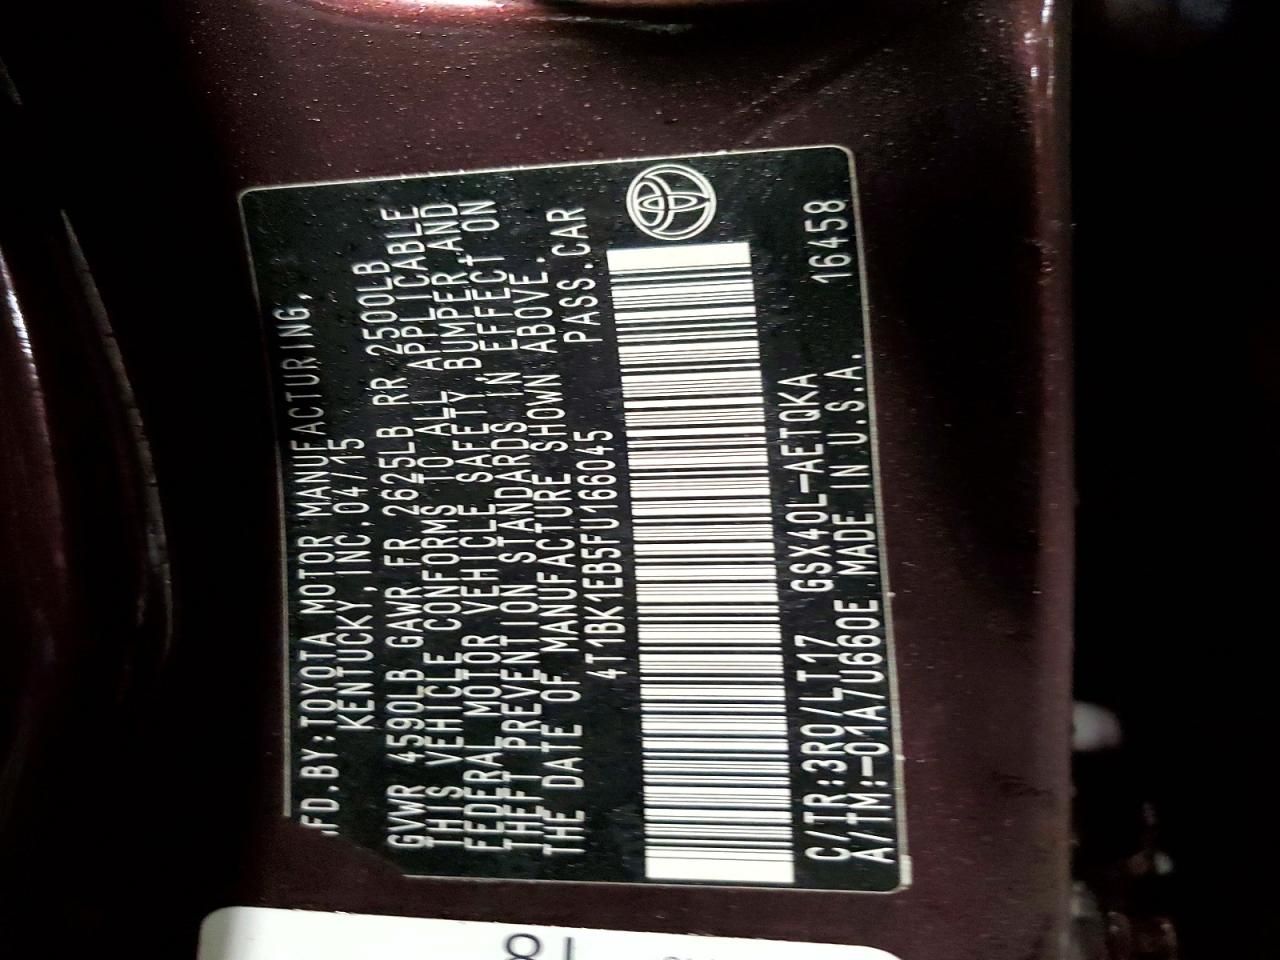 FD.BY:TOYOTA MOTOR MANUFACTURING,
KENTUCKY, INC.04/15
GVWR 4590LB GAWR FR 2625LB RR 2500LB
THIS VEHICLE CONFORMS TO ALL APPLICABLE
FEDERAL MOTOR VEHICLE SAFETY BUMPER,AND
THEFT PREVENTION STANDARDS IN EFFECT ON
THE DATE OF MANUFACTURE SHOWN ABOVE.
4T1BK1EB5FU166045 PASS.CAR
C/TR:3R0/LT17 GSX40L-AETQKA 16458
A/TM:-01A/U660E MADE IN U.S.A.